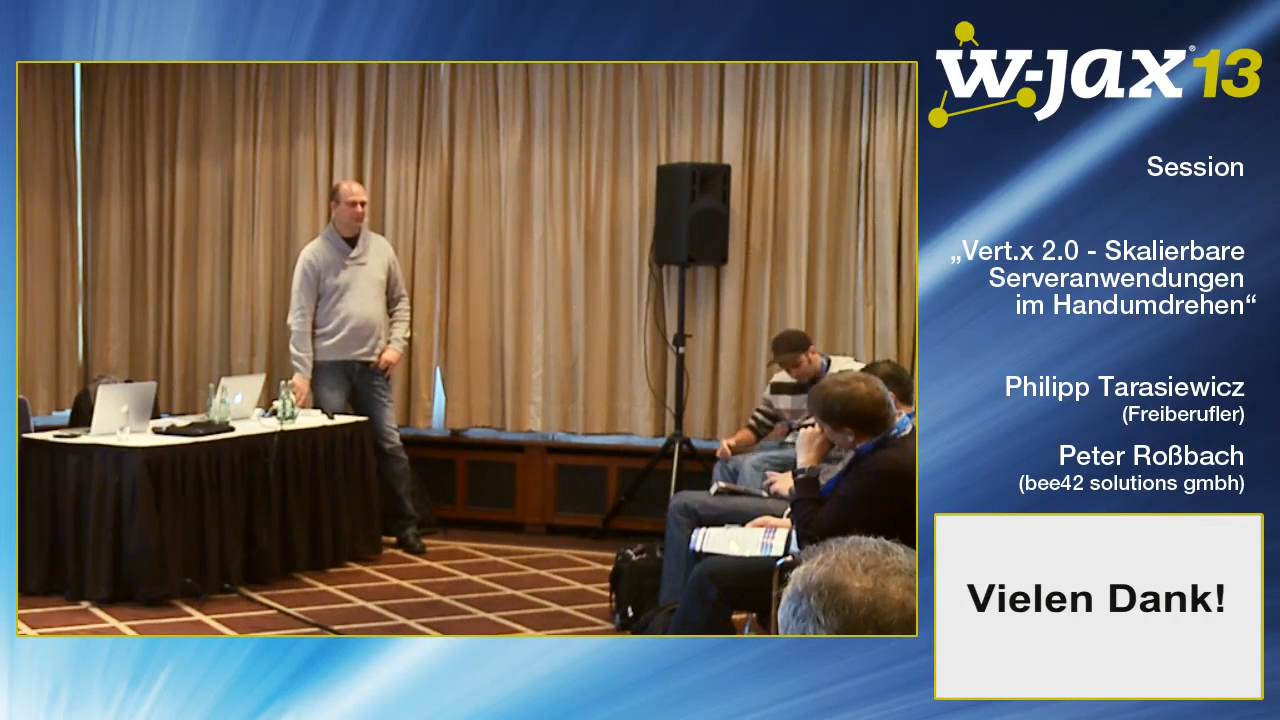 w-jax® 13
Session
„Vert.x 2.0 - Skalierbare
Serveranwendungen
im Handumdrehen“
Philipp Tarasiewicz
(Freiberufler)
Peter Roßbach
(bee42 solutions gmbh)
Vielen Dank!